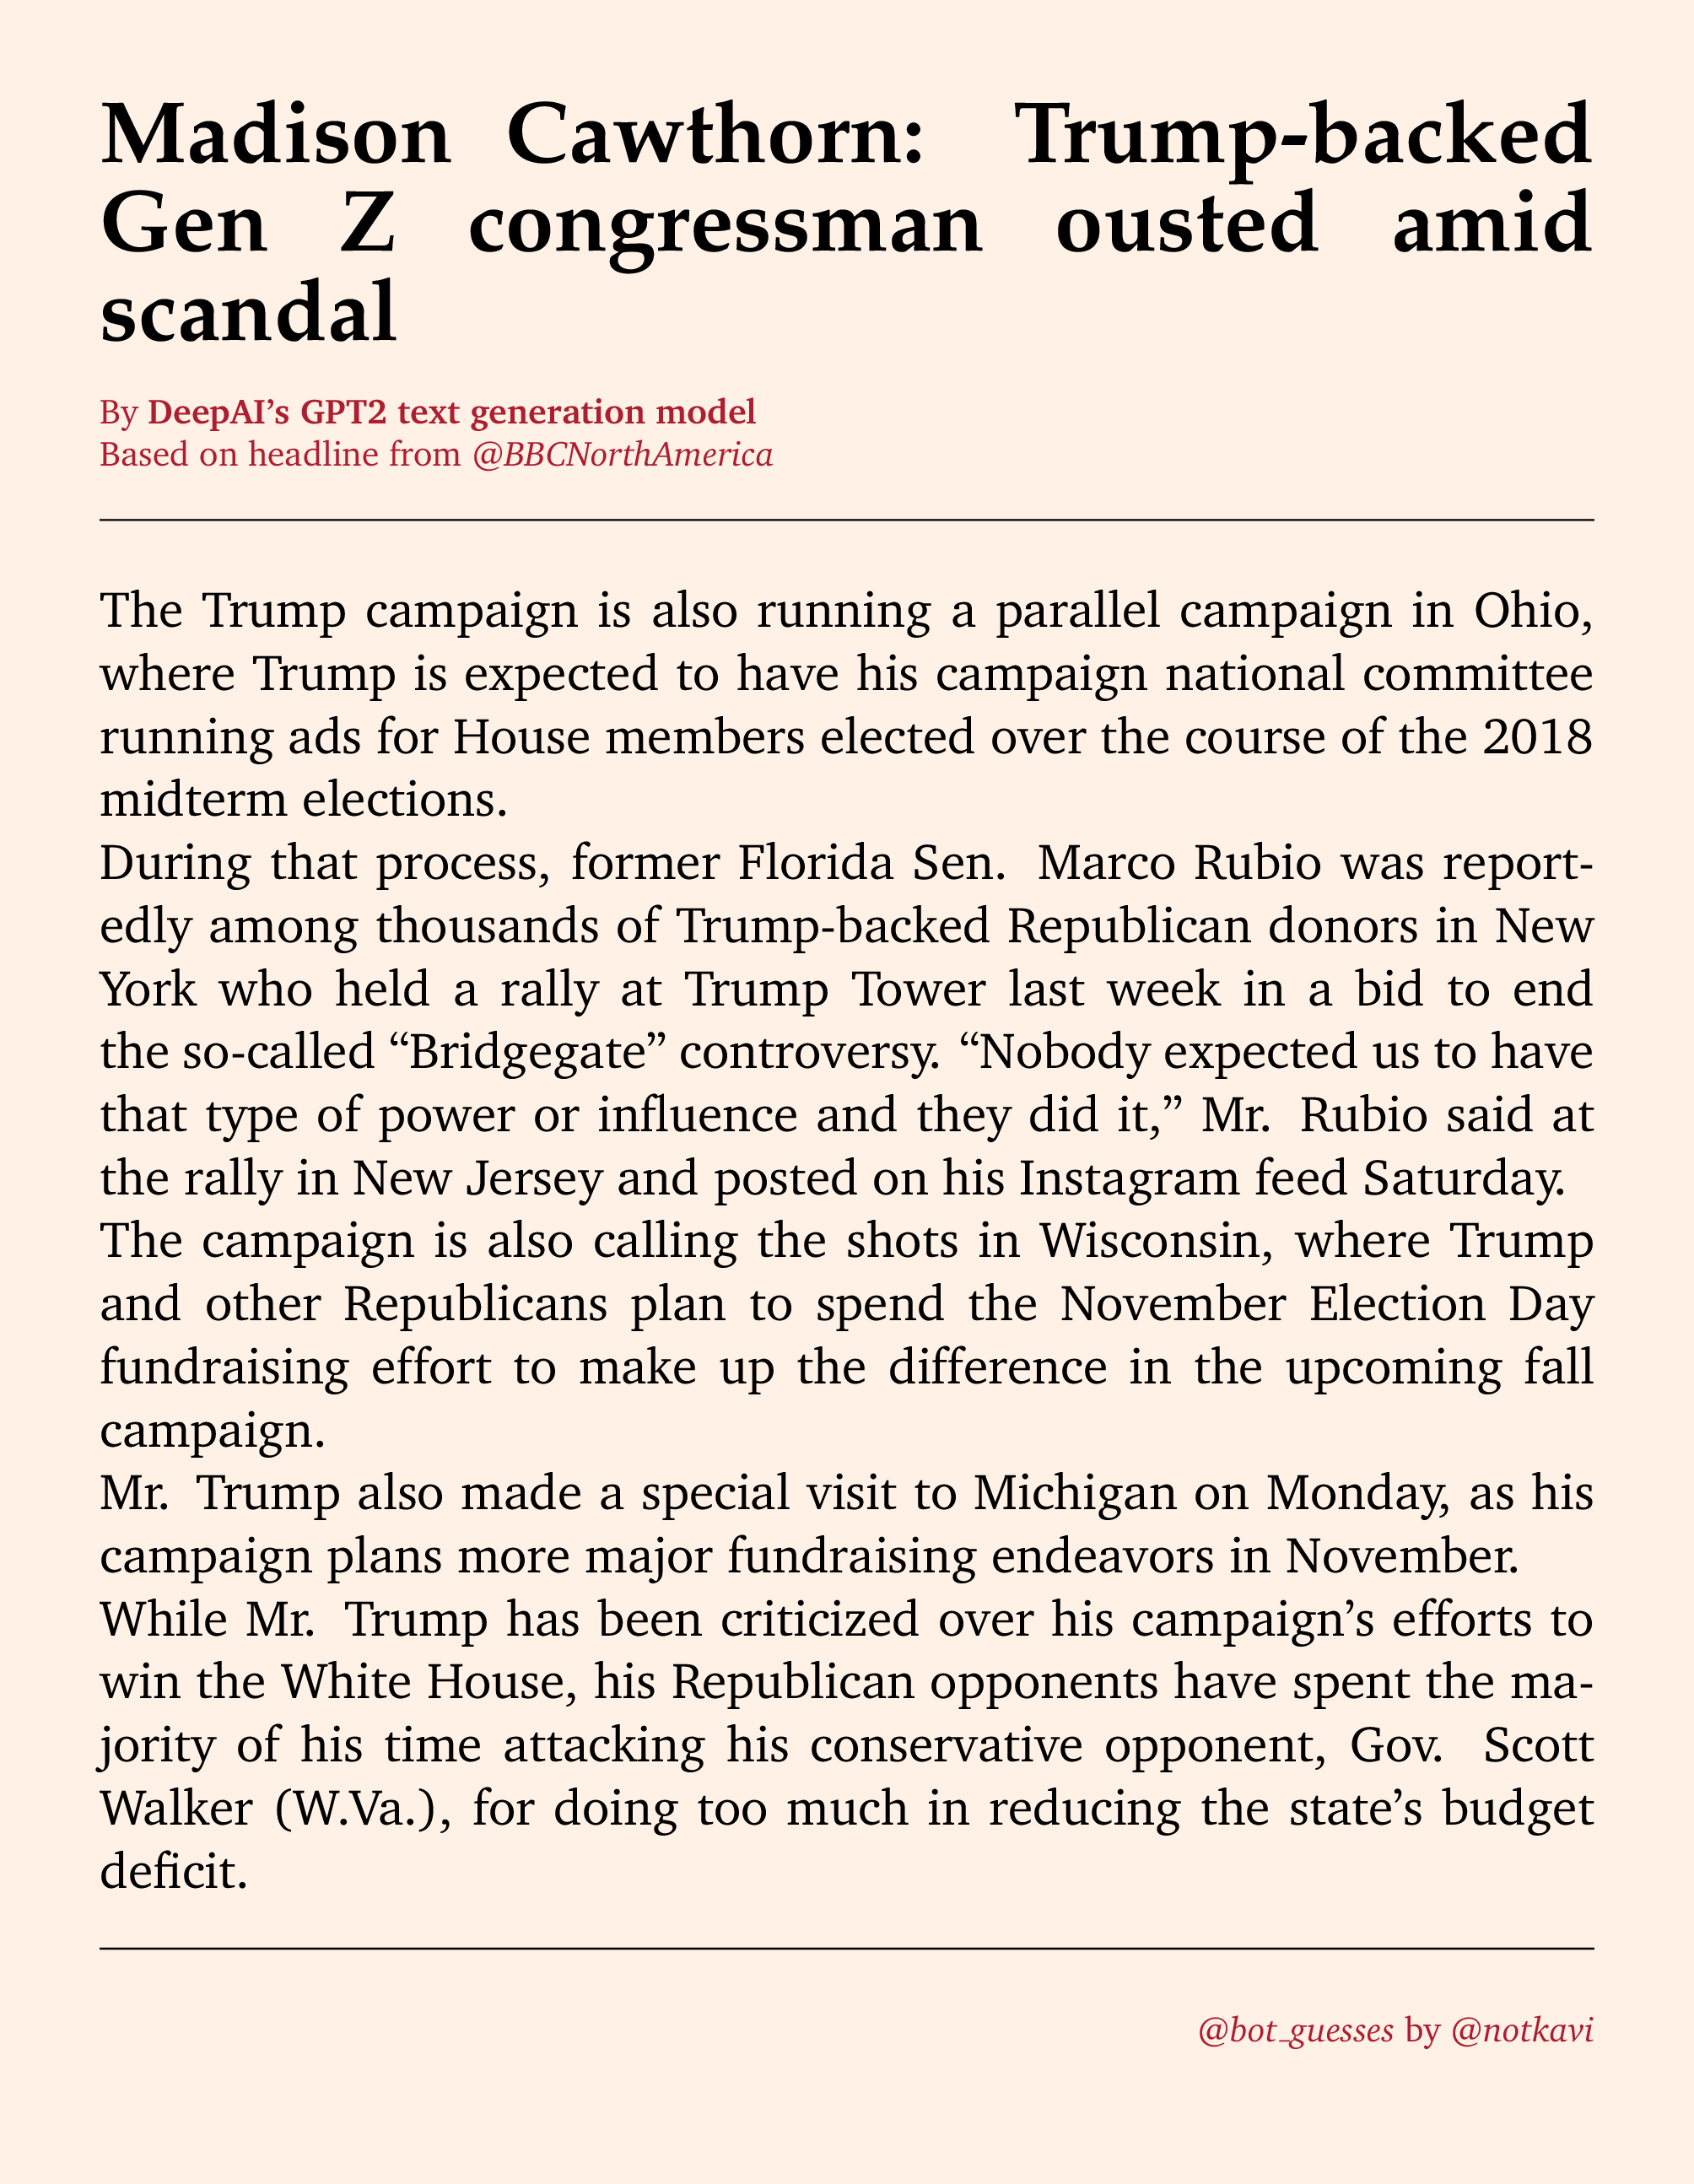 Madison Cawthorn: Trump-backed
Gen Z congressman ousted amid
scandal
By DeepAI’s GPT2 text generation model
Based on headline from @BBCNorthAmerica
The Trump campaign is also running a parallel campaign in Ohio,
where Trump is expected to have his campaign national committee
running ads for House members elected over the course of the 2018
midterm elections.
During that process, former Florida Sen. Marco Rubio was report-
edly among thousands of Trump-backed Republican donors in New
York who held a rally at Trump Tower last week in a bid to end
the so-called “Bridgegate” controversy. “Nobody expected us to have
that type of power or influence and they did it,” Mr. Rubio said at
the rally in New Jersey and posted on his Instagram feed Saturday.
The campaign is also calling the shots in Wisconsin, where Trump
and other Republicans plan to spend the November Election Day
fundraising effort to make up the difference in the upcoming fall
campaign.
Mr. Trump also made a special visit to Michigan on Monday, as his
campaign plans more major fundraising endeavors in November.
While Mr. Trump has been criticized over his campaign’s efforts to
win the White House, his Republican opponents have spent the ma-
jority of his time attacking his conservative opponent, Gov. Scott
Walker (W.Va.), for doing too much in reducing the state’s budget
deficit.
@bot_guesses by @notkavi